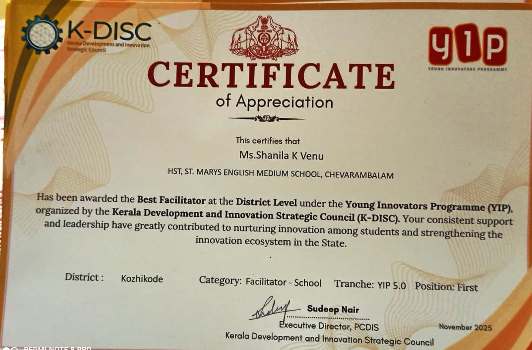 K-DISC
Kerala Development and Innovation
Strategic Council
y1p
YOUNG INNOVATORS PROGRAMME
CERTIFICATE
of Appreciation
This certifies that
Ms.Shanila K Venu
HST, ST. MARYS ENGLISH MEDIUM SCHOOL, CHEVARAMBALAM
Has been awarded the Best Facilitator at the District Level under the Young Innovators Programme (YIP),
organized by the Kerala Development and Innovation Strategic Council (K-DISC). Your consistent support
and leadership have greatly contributed to nurturing innovation among students and strengthening the
innovation ecosystem in the State.
District : Kozhikode Category: Facilitator - School Tranche: YIP 5.0 Position: First
Sudeep Nair
Executive Director, PCDIS
Kerala Development and Innovation Strategic Council
November 2025